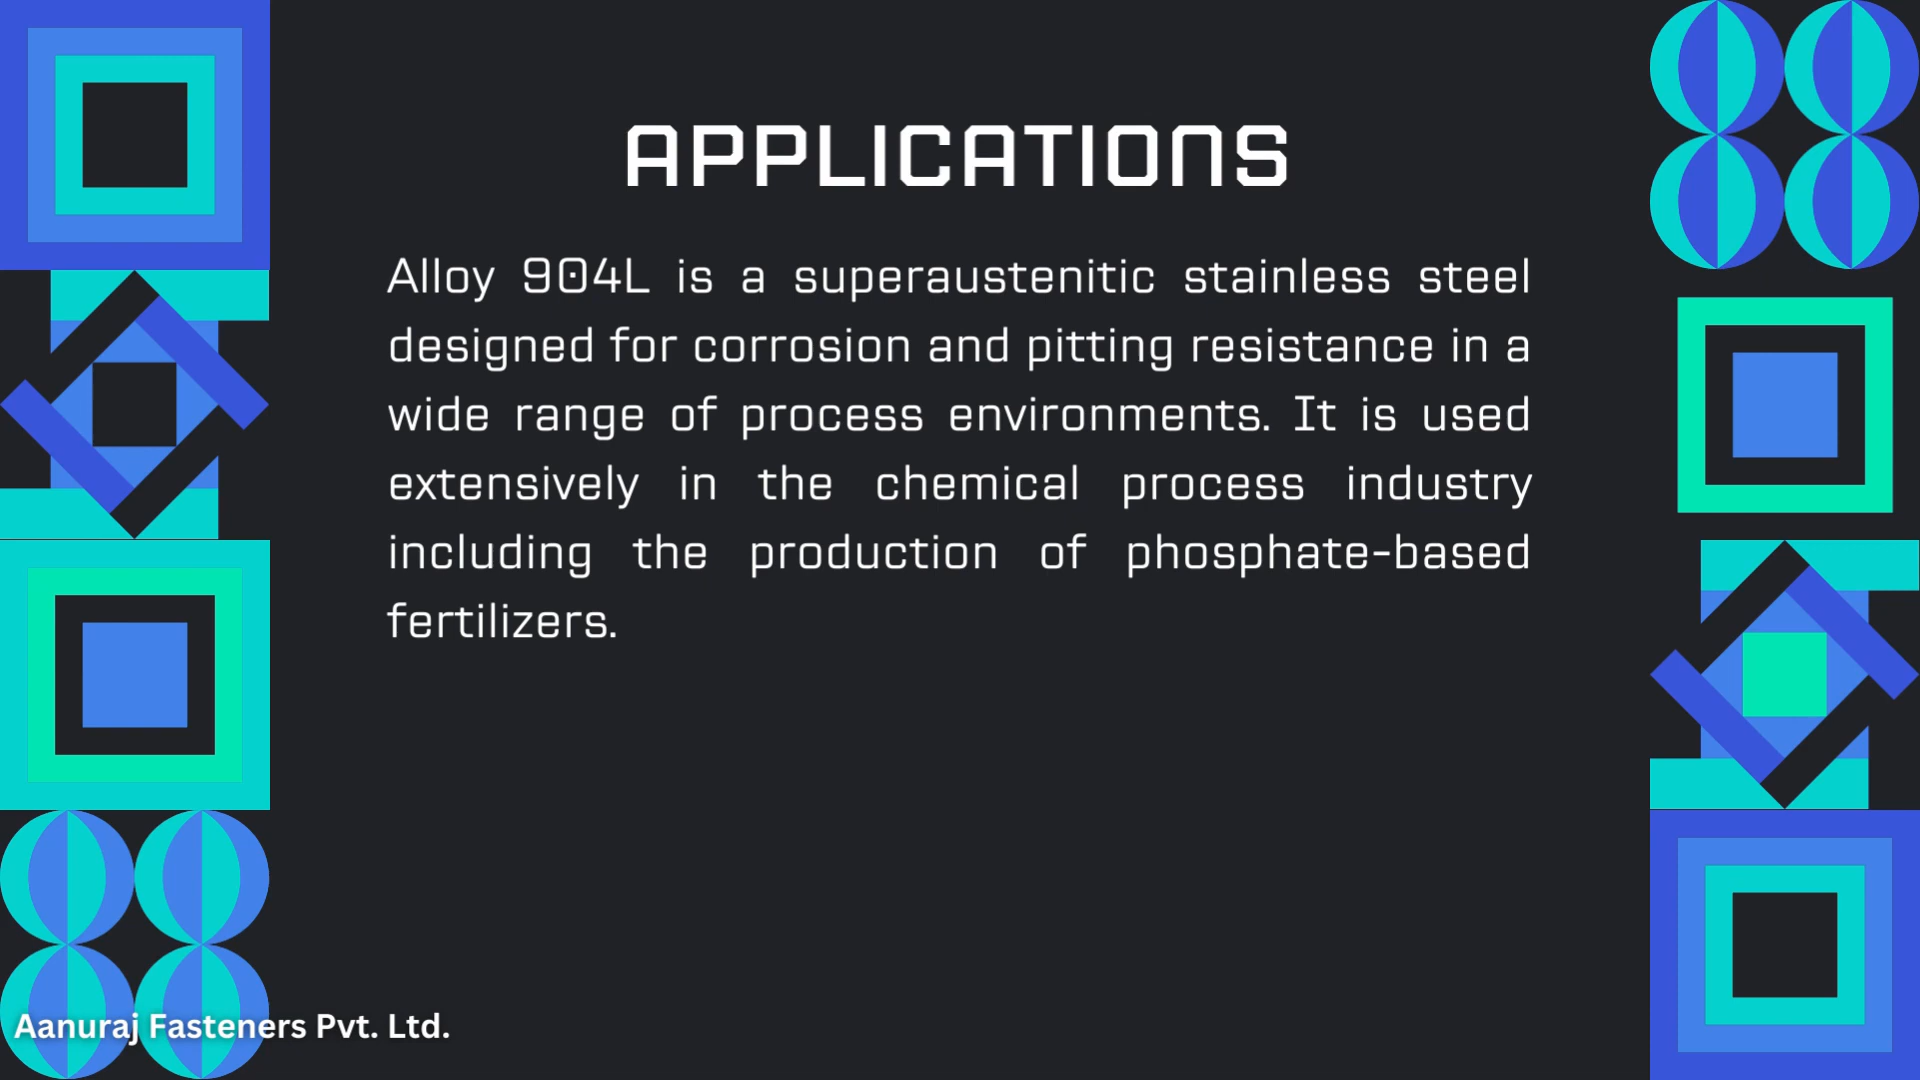 APPLICATIONS
Alloy 904L is a superaustenitic stainless steel
designed for corrosion and pitting resistance in a
wide range of process environments. It is used
extensively in the chemical process industry
including the production of phosphate-based
fertilizers.
Aanuraj Fasteners Pvt. Ltd.